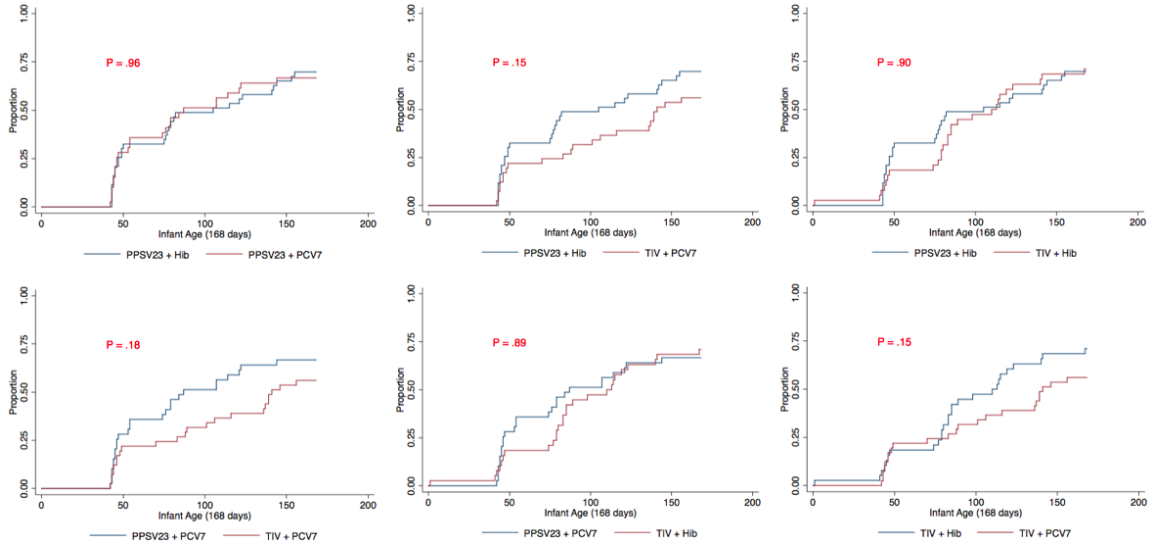 1.00
0.75
0.50
0.25
0.00
Proportion
P = .96
0 50 100 150 200
Infant Age (168 days)
PPSV23 + Hib PPSV23 + PCV7
1.00
0.75
0.50
0.25
0.00
Proportion
P = .15
0 50 100 150 200
Infant Age (168 days)
PPSV23 + Hib TIV + PCV7
1.00
0.75
0.50
0.25
0.00
Proportion
P = .90
0 50 100 150 200
Infant Age (168 days)
PPSV23 + Hib TIV + Hib
1.00
0.75
0.50
0.25
0.00
Proportion
P = .18
0 50 100 150 200
Infant Age (168 days)
PPSV23 + PCV7 TIV + PCV7
1.00
0.75
0.50
0.25
0.00
Proportion
P = .89
0 50 100 150 200
Infant Age (168 days)
PPSV23 + PCV7 TIV + Hib
1.00
0.75
0.50
0.25
0.00
Proportion
P = .15
0 50 100 150 200
Infant Age (168 days)
TIV + Hib TIV + PCV7